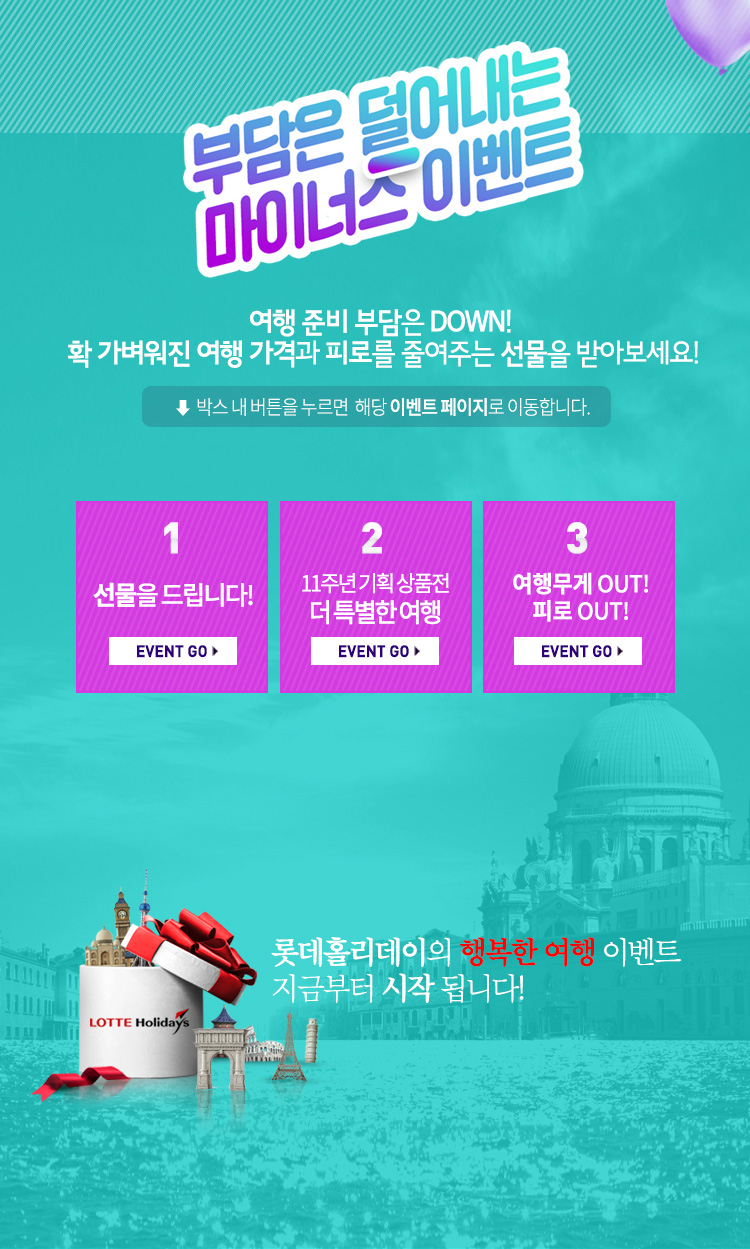 부담은 덜어내는
마이너스 이벤트
여행 준비 부담은 DOWN!
확 가벼워진 여행 가격과 피로를 줄여주는 선물을 받아보세요!
박스 내 버튼을 누르면 해당 이벤트 페이지로 이동합니다.
1
선물을 드립니다!
EVENT GO
2
11주년 기획 상품전
더 특별한 여행
EVENT GO
3
여행무게 OUT!
피로 OUT!
EVENT GO
롯데홀리데이의 행복한 여행 이벤트
지금부터 시작 됩니다!
LOTTE Holidays